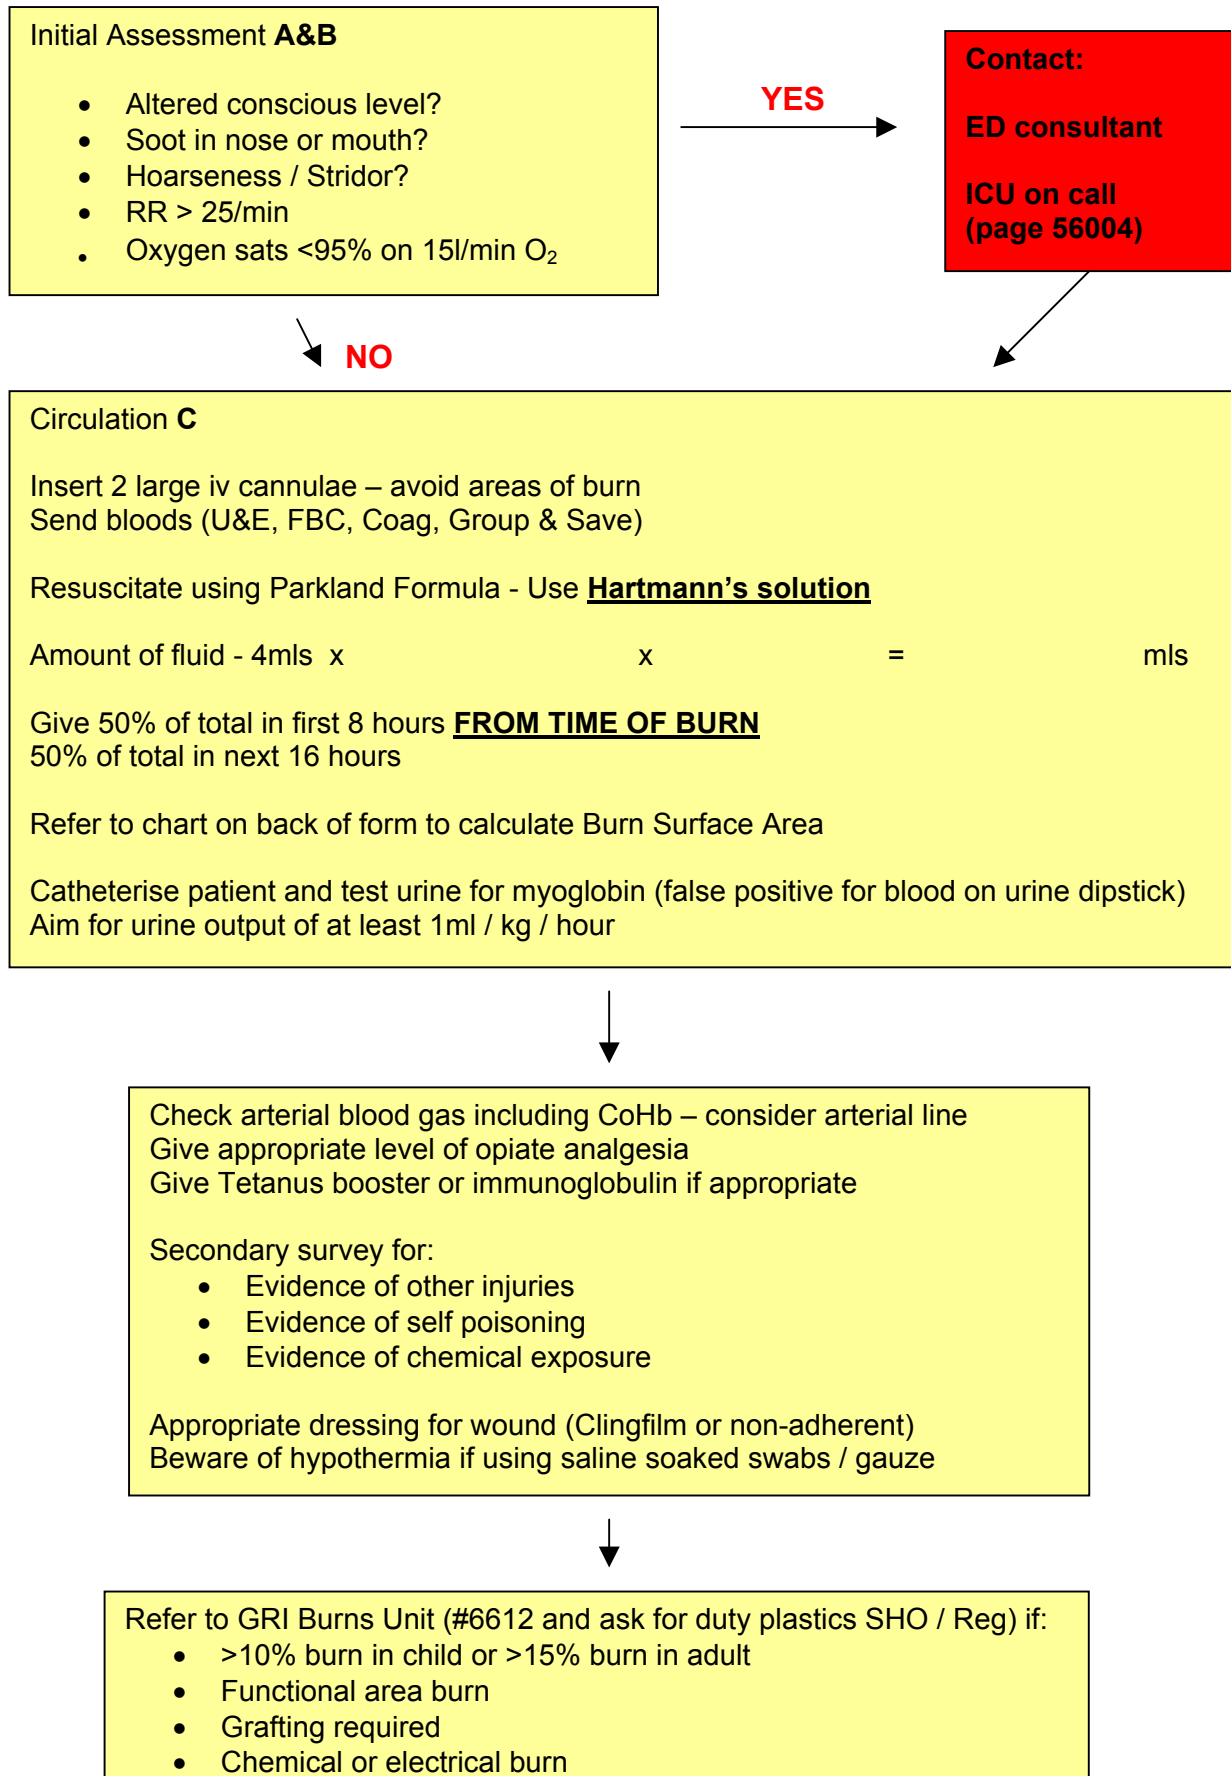 Initial Assessment A&B
• Altered conscious level?
• Soot in nose or mouth?
• Hoarseness / Stridor?
• RR > 25/min
• Oxygen sats <95% on 15l/min O₂
YES
Contact:
ED consultant
ICU on call
(page 56004)
NO
Circulation C
Insert 2 large iv cannulae – avoid areas of burn
Send bloods (U&E, FBC, Coag, Group & Save)
Resuscitate using Parkland Formula - Use Hartmann's solution
Amount of fluid - 4mls x x = mls
Give 50% of total in first 8 hours FROM TIME OF BURN
50% of total in next 16 hours
Refer to chart on back of form to calculate Burn Surface Area
Catheterise patient and test urine for myoglobin (false positive for blood on urine dipstick)
Aim for urine output of at least 1ml / kg / hour
Check arterial blood gas including CoHb – consider arterial line
Give appropriate level of opiate analgesia
Give Tetanus booster or immunoglobulin if appropriate
Secondary survey for:
• Evidence of other injuries
• Evidence of self poisoning
• Evidence of chemical exposure
Appropriate dressing for wound (Clingfilm or non-adherent)
Beware of hypothermia if using saline soaked swabs / gauze
Refer to GRI Burns Unit (#6612 and ask for duty plastics SHO / Reg) if:
• >10% burn in child or >15% burn in adult
• Functional area burn
• Grafting required
• Chemical or electrical burn